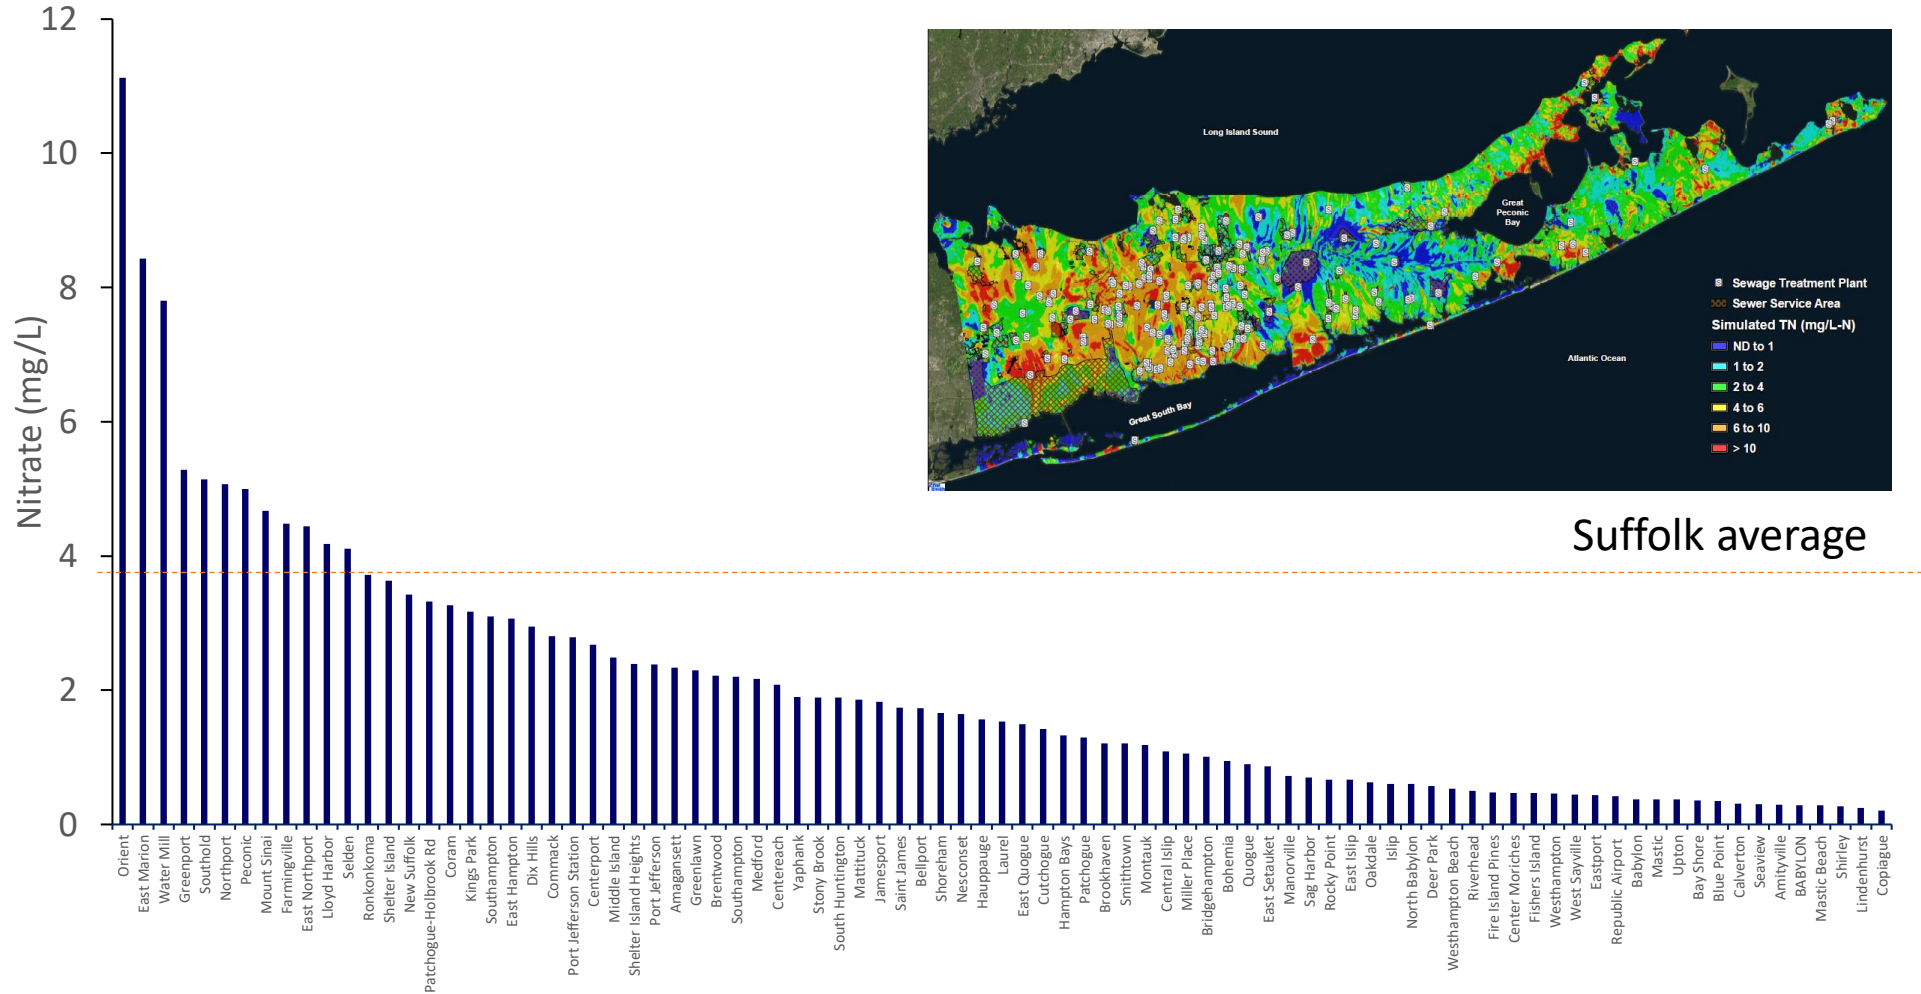 12
10
8
6
4
2
0
Nitrate (mg/L)
Long Island Sound
Great
Peconic
Bay
Great South Bay
Atlantic Ocean
Sewage Treatment Plant
Sewer Service Area
Simulated TN (mg/L-N)
ND to 1
1 to 2
2 to 4
4 to 6
6 to 10
> 10
Suffolk average
Orient
East Marion
Water Mill
Greenport
Southold
Northport
Peconic
Mount Sinai
Farmingville
East Northport
Lloyd Harbor
Selden
Ronkonkoma
Shelter Island
New Suffolk
Patchogue-Holbrook Rd
Coram
Kings Park
Southampton
East Hampton
Dix Hills
Commack
Port Jefferson Station
Centerport
Middle Island
Shelter Island Heights
Port Jefferson
Amagansett
Greenlawn
Brentwood
Southampton
Medford
Centereach
Yaphank
Stony Brook
South Huntington
Mattituck
Jamesport
Saint James
Bellport
Shoreham
Nesconset
Hauppauge
Laurel
East Quogue
Cutchogue
Hampton Bays
Patchogue
Brookhaven
Smithtown
Montauk
Central Islip
Miller Place
Bridgehampton
Bohemia
Quogue
East Setauket
Manorville
Sag Harbor
Rocky Point
East Islip
Oakdale
Islip
North Babylon
Deer Park
Westhampton Beach
Riverhead
Fire Island Pines
Center Moriches
Fishers Island
Westhampton
West Sayville
Eastport
Republic Airport
Babylon
Mastic
Upton
Bay Shore
Blue Point
Calverton
Seaview
Amityville
BABYLON
Mastic Beach
Shirley
Lindenhurst
Copiague